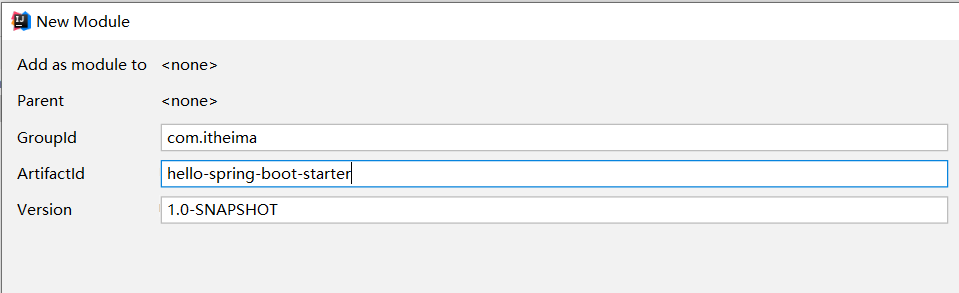 New Module
Add as module to <none>
Parent <none>
GroupId com.itheima
ArtifactId hello-spring-boot-starter
Version 1.0-SNAPSHOT